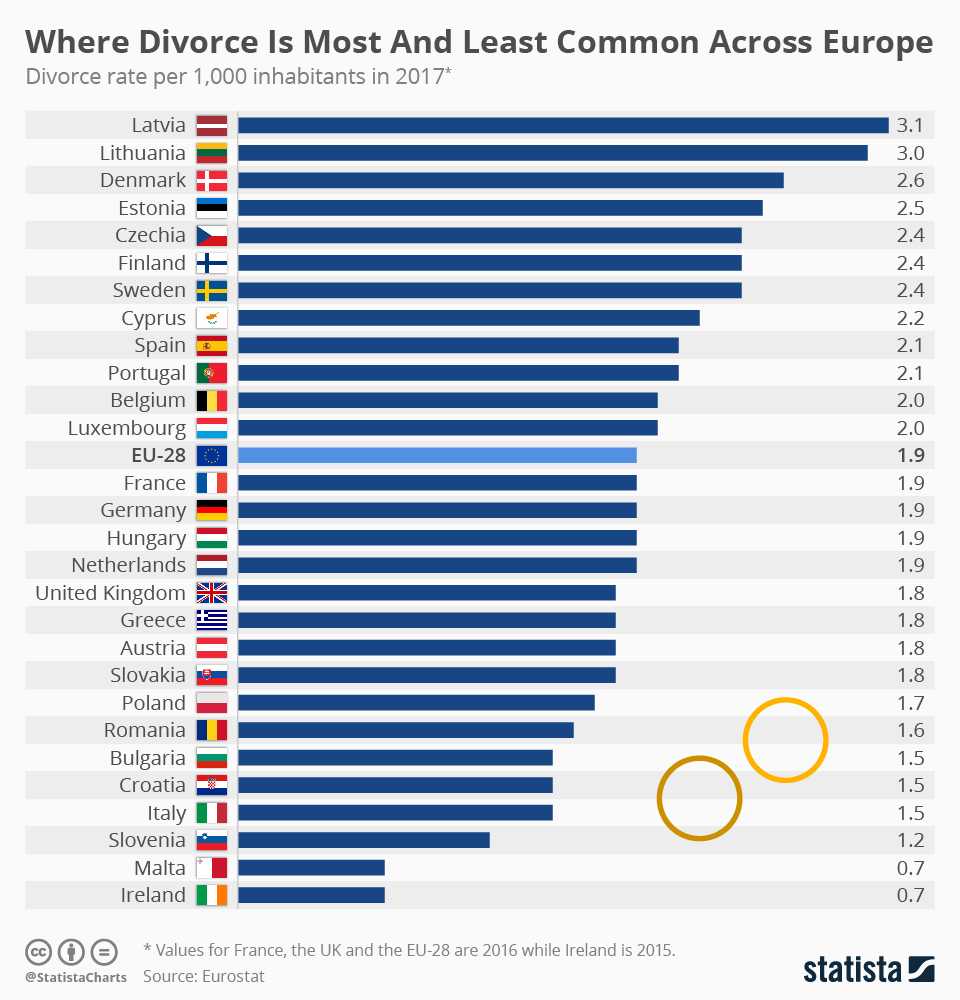 Where Divorce Is Most And Least Common Across Europe
Divorce rate per 1,000 inhabitants in 2017*
Latvia 3.1
Lithuania 3.0
Denmark 2.6
Estonia 2.5
Czechia 2.4
Finland 2.4
Sweden 2.4
Cyprus 2.2
Spain 2.1
Portugal 2.1
Belgium 2.0
Luxembourg 2.0
EU-28 1.9
France 1.9
Germany 1.9
Hungary 1.9
Netherlands 1.9
United Kingdom 1.8
Greece 1.8
Austria 1.8
Slovakia 1.8
Poland 1.7
Romania 1.6
Bulgaria 1.5
Croatia 1.5
Italy 1.5
Slovenia 1.2
Malta 0.7
Ireland 0.7
cc
* Values for France, the UK and the EU-28 are 2016 while Ireland is 2015.
@StatistaCharts
Source: Eurostat
statista